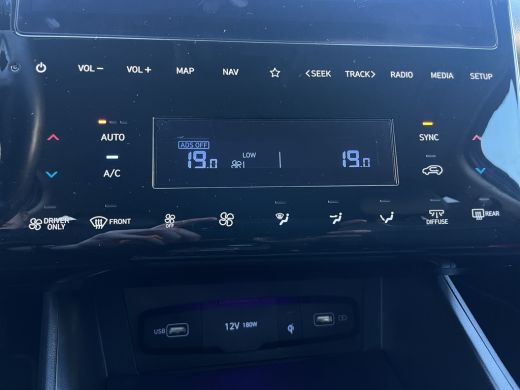 VOL− VOL+ MAP NAV ☆ <SEEK TRACK> RADIO MEDIA SETUP
AUTO SYNC
ADS OFF
19.0 LOW 19.0
A/C
DRIVER ONLY FRONT OFF DIFFUSE REAR
USB 12V 180W